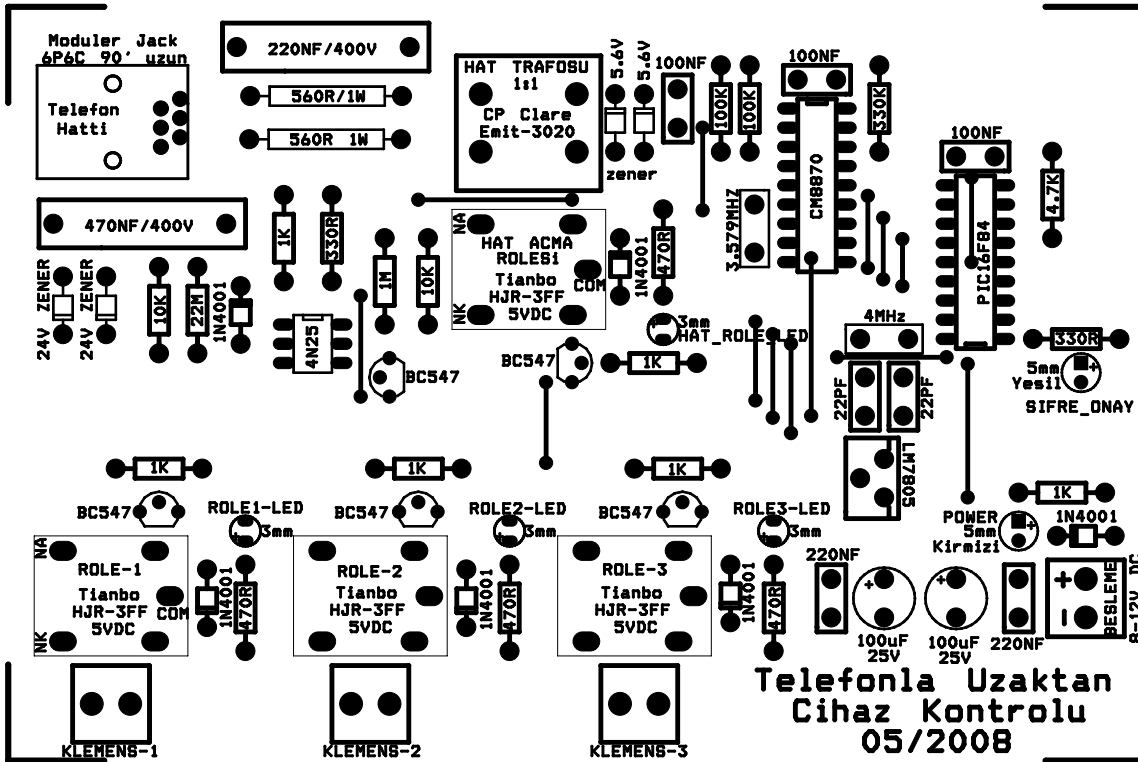 Moduler Jack
6P6C 90' uzun
Telefon
Hatti
220NF/400V
560R/1W
560R 1W
HAT TRAFOSU
1:1
CP Clare
Emit-3020
5.6V
5.6V
zener
100NF
100K
100K
100NF
CM8870
330K
100NF
PIC16F84
4.7K
3.579MHZ
470NF/400V
1K
330R
1M
10K
NA
HAT ACMA
ROLESI
Tianbo
HJR-3FF
5VDC
NK
COM
1N4001
470R
3mm
HAT_ROLE_LED
24V ZENER
24V ZENER
10K
22M
1N4001
4N25
BC547
BC547
1K
4MHz
22PF
22PF
330R
5mm
Yesil
SIFRE_ONAY
LM7805
1K
BC547
ROLE1-LED
3mm
1K
BC547
ROLE2-LED
3mm
1K
BC547
ROLE3-LED
3mm
1K
POWER
5mm
Kirmizi
1N4001
NA
ROLE-1
Tianbo
HJR-3FF
5VDC
NK
COM
1N4001
470R
ROLE-2
Tianbo
HJR-3FF
5VDC
1N4001
470R
ROLE-3
Tianbo
HJR-3FF
5VDC
1N4001
470R
220NF
100uF
25V
100uF
25V
220NF
+
-
BESLEME
8-12V DC
KLEMENS-1
KLEMENS-2
KLEMENS-3
Telefonla Uzaktan
Cihaz Kontrolu
05/2008